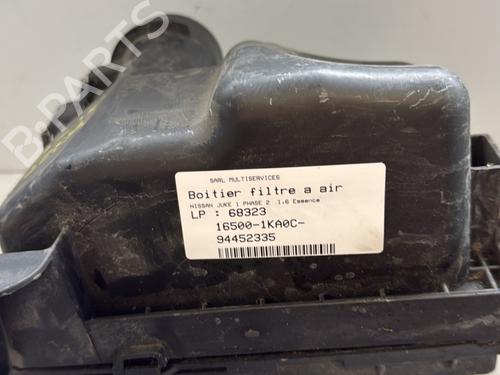 B-PARTS
SARL MULTISERVICES
Boitier filtre a air
NISSAN JUKE 1 PHASE 2 1.6 Essence
LP : 68323
16500-1KA0C-
94452335